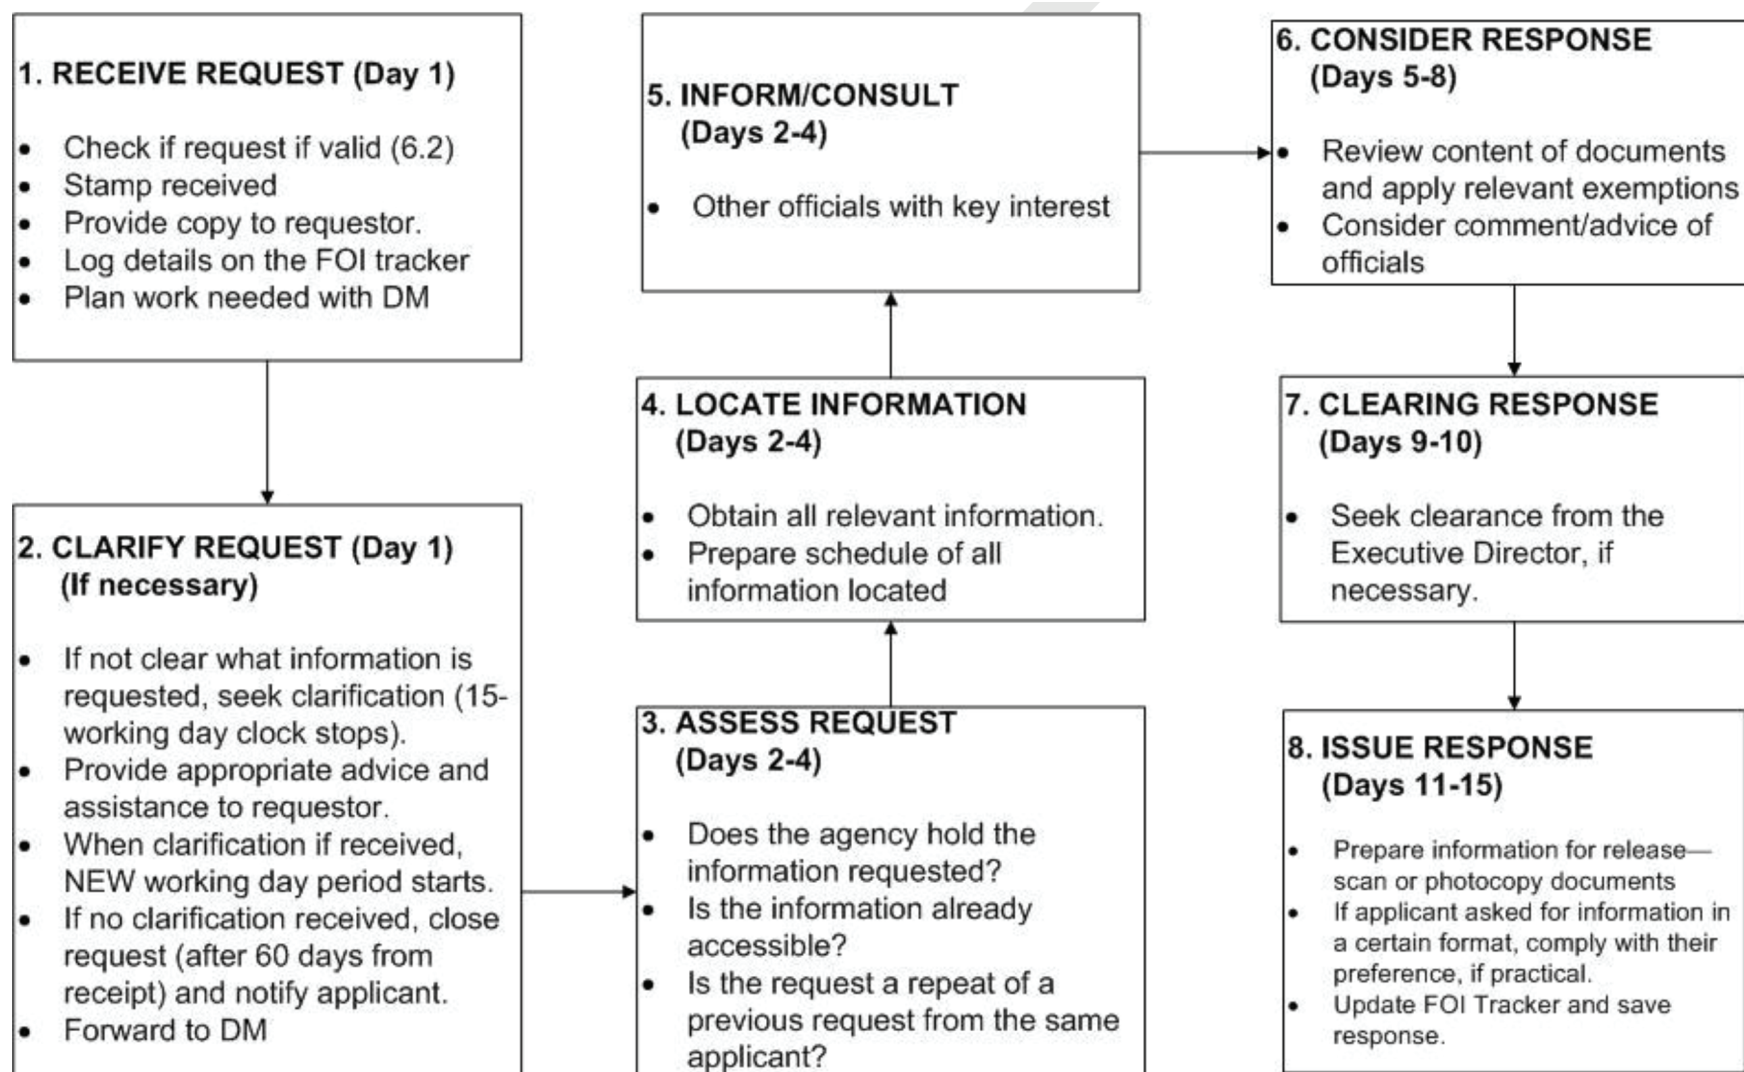 1. RECEIVE REQUEST (Day 1)
• Check if request if valid (6.2)
• Stamp received
• Provide copy to requestor.
• Log details on the FOI tracker
• Plan work needed with DM
2. CLARIFY REQUEST (Day 1)
(If necessary)
• If not clear what information is
requested, seek clarification (15-
working day clock stops).
• Provide appropriate advice and
assistance to requestor.
• When clarification if received,
NEW working day period starts.
• If no clarification received, close
request (after 60 days from
receipt) and notify applicant.
• Forward to DM
3. ASSESS REQUEST
(Days 2-4)
• Does the agency hold the
information requested?
• Is the information already
accessible?
• Is the request a repeat of a
previous request from the same
applicant?
4. LOCATE INFORMATION
(Days 2-4)
• Obtain all relevant information.
• Prepare schedule of all
information located
5. INFORM/CONSULT
(Days 2-4)
• Other officials with key interest
6. CONSIDER RESPONSE
(Days 5-8)
• Review content of documents
and apply relevant exemptions
• Consider comment/advice of
officials
7. CLEARING RESPONSE
(Days 9-10)
• Seek clearance from the
Executive Director, if
necessary.
8. ISSUE RESPONSE
(Days 11-15)
• Prepare information for release—
scan or photocopy documents
• If applicant asked for information in
a certain format, comply with their
preference, if practical.
• Update FOI Tracker and save
response.